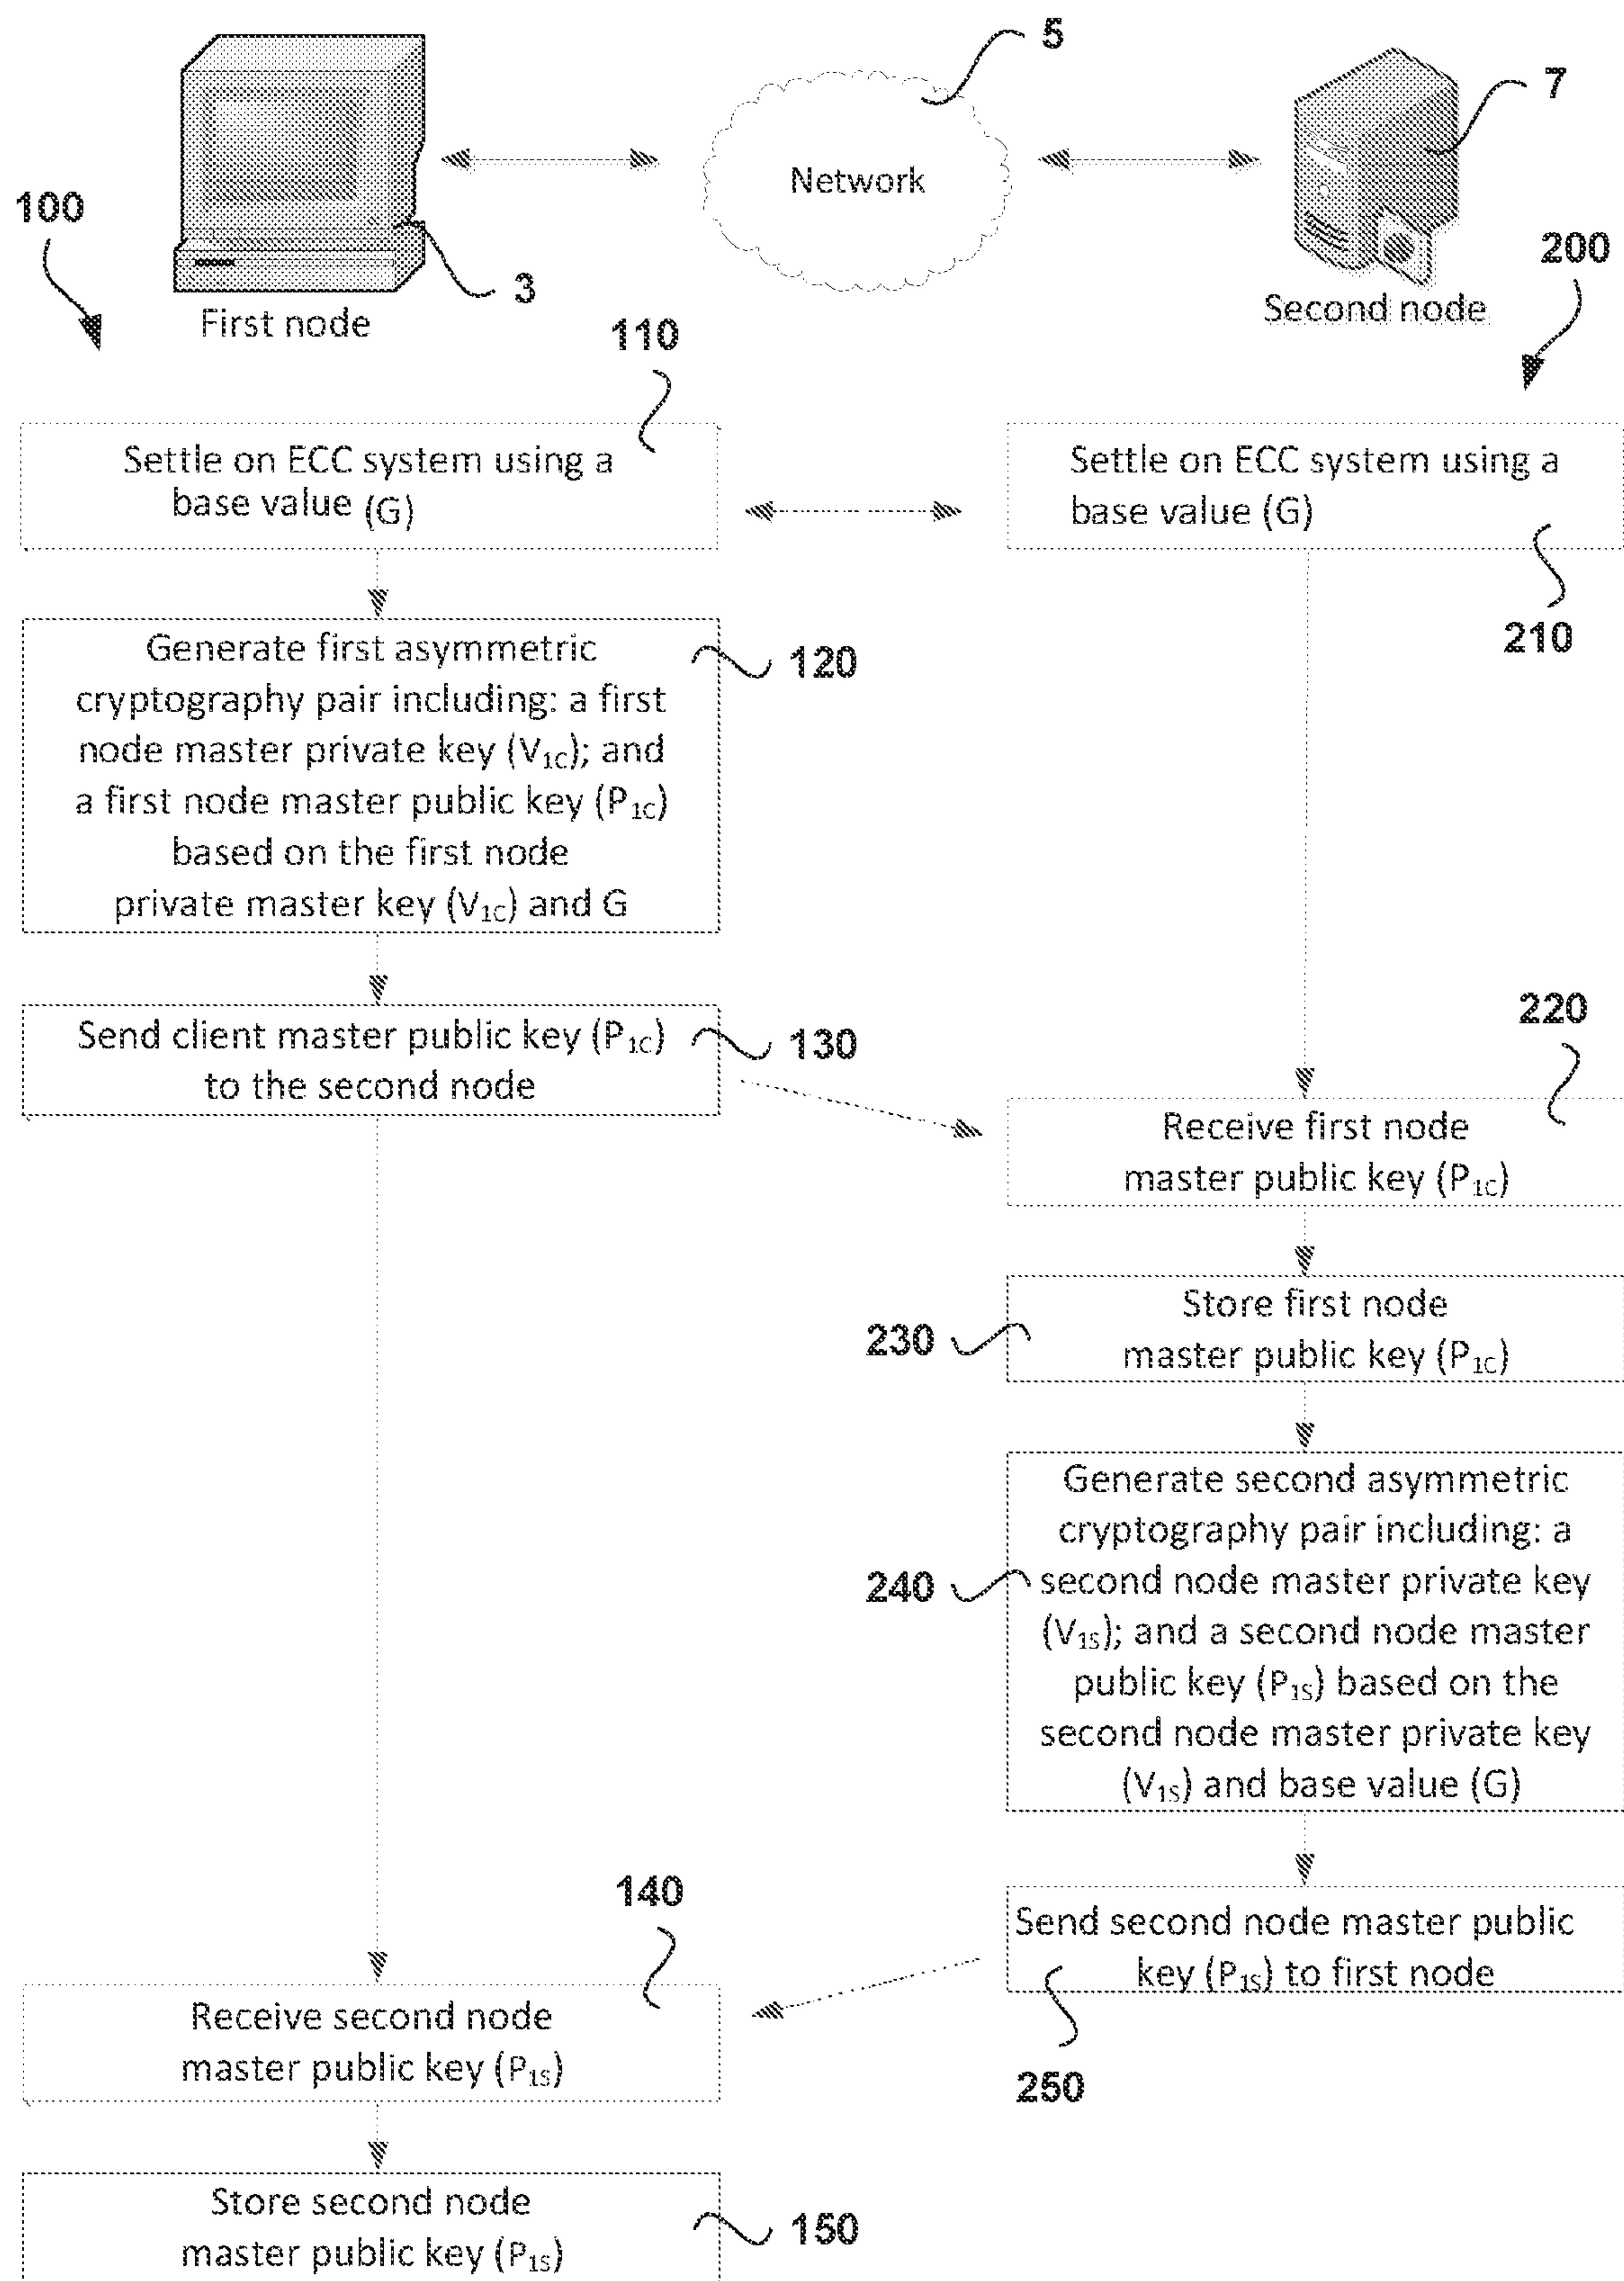 5
7
Network
100
200
3
First node
Second node
110
Settle on ECC system using a
base value (G)
Settle on ECC system using a
base value (G)
210
Generate first asymmetric
cryptography pair including: a first
node master private key (V1C); and
a first node master public key (P1C)
based on the first node
private master key (V1C) and G
120
Send client master public key (P1C)
to the second node
130
220
Receive first node
master public key (P1C)
Store first node
master public key (P1C)
230
Generate second asymmetric
cryptography pair including: a
second node master private key
(V1S); and a second node master
public key (P1S) based on the
second node master private key
(V1S) and base value (G)
240
Send second node master public
key (P1S) to first node
250
140
Receive second node
master public key (P1S)
Store second node
master public key (P1S)
150